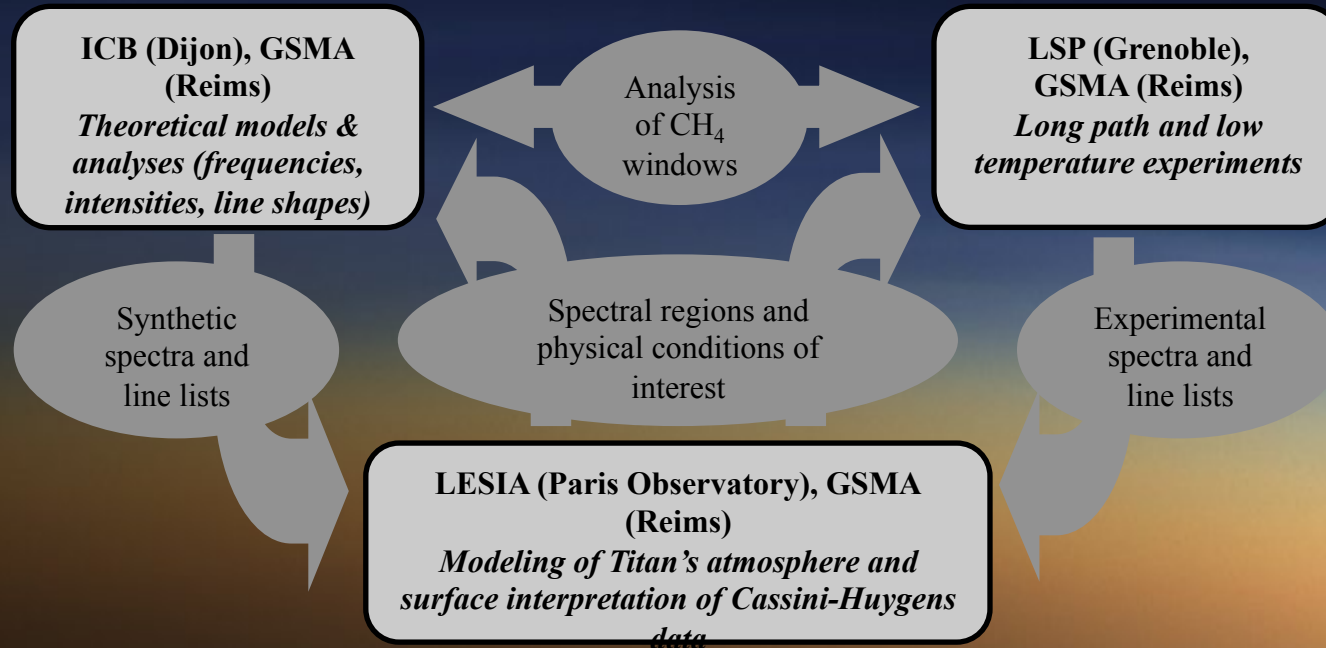 ICB (Dijon), GSMA
(Reims)
Theoretical models &
analyses (frequencies,
intensities, line shapes)
Analysis
of CH₄
windows
LSP (Grenoble),
GSMA (Reims)
Long path and low
temperature experiments
Synthetic
spectra and
line lists
Spectral regions and
physical conditions of
interest
Experimental
spectra and
line lists
LESIA (Paris Observatory), GSMA
(Reims)
Modeling of Titan’s atmosphere and
surface interpretation of Cassini-Huygens
data